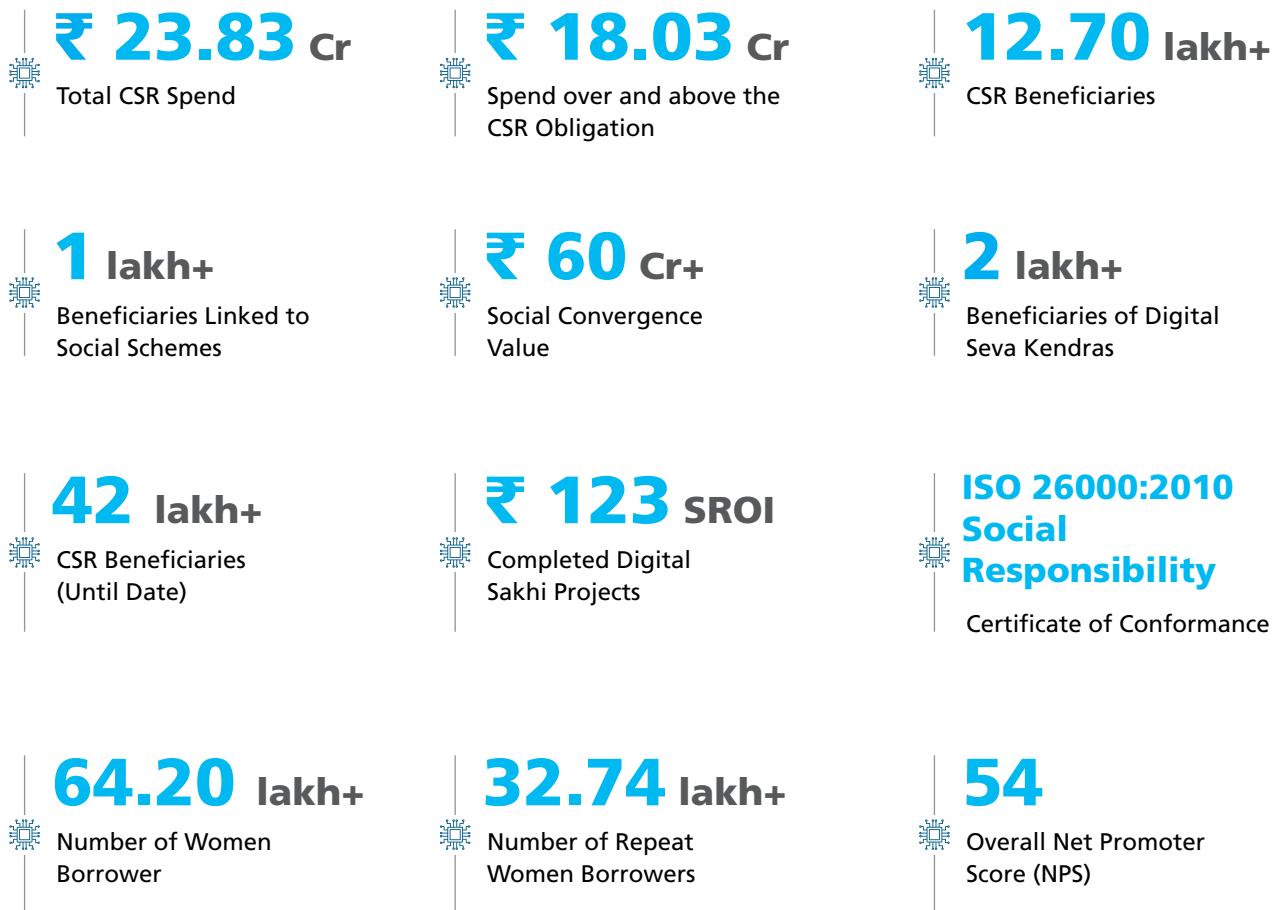 ₹ 23.83 Cr
Total CSR Spend
₹ 18.03 Cr
Spend over and above the
CSR Obligation
12.70 lakh+
CSR Beneficiaries
1 lakh+
Beneficiaries Linked to
Social Schemes
₹ 60 Cr+
Social Convergence
Value
2 lakh+
Beneficiaries of Digital
Seva Kendras
42 lakh+
CSR Beneficiaries
(Until Date)
₹ 123 SROI
Completed Digital
Sakhi Projects
ISO 26000:2010
Social
Responsibility
Certificate of Conformance
64.20 lakh+
Number of Women
Borrower
32.74 lakh+
Number of Repeat
Women Borrowers
54
Overall Net Promoter
Score (NPS)